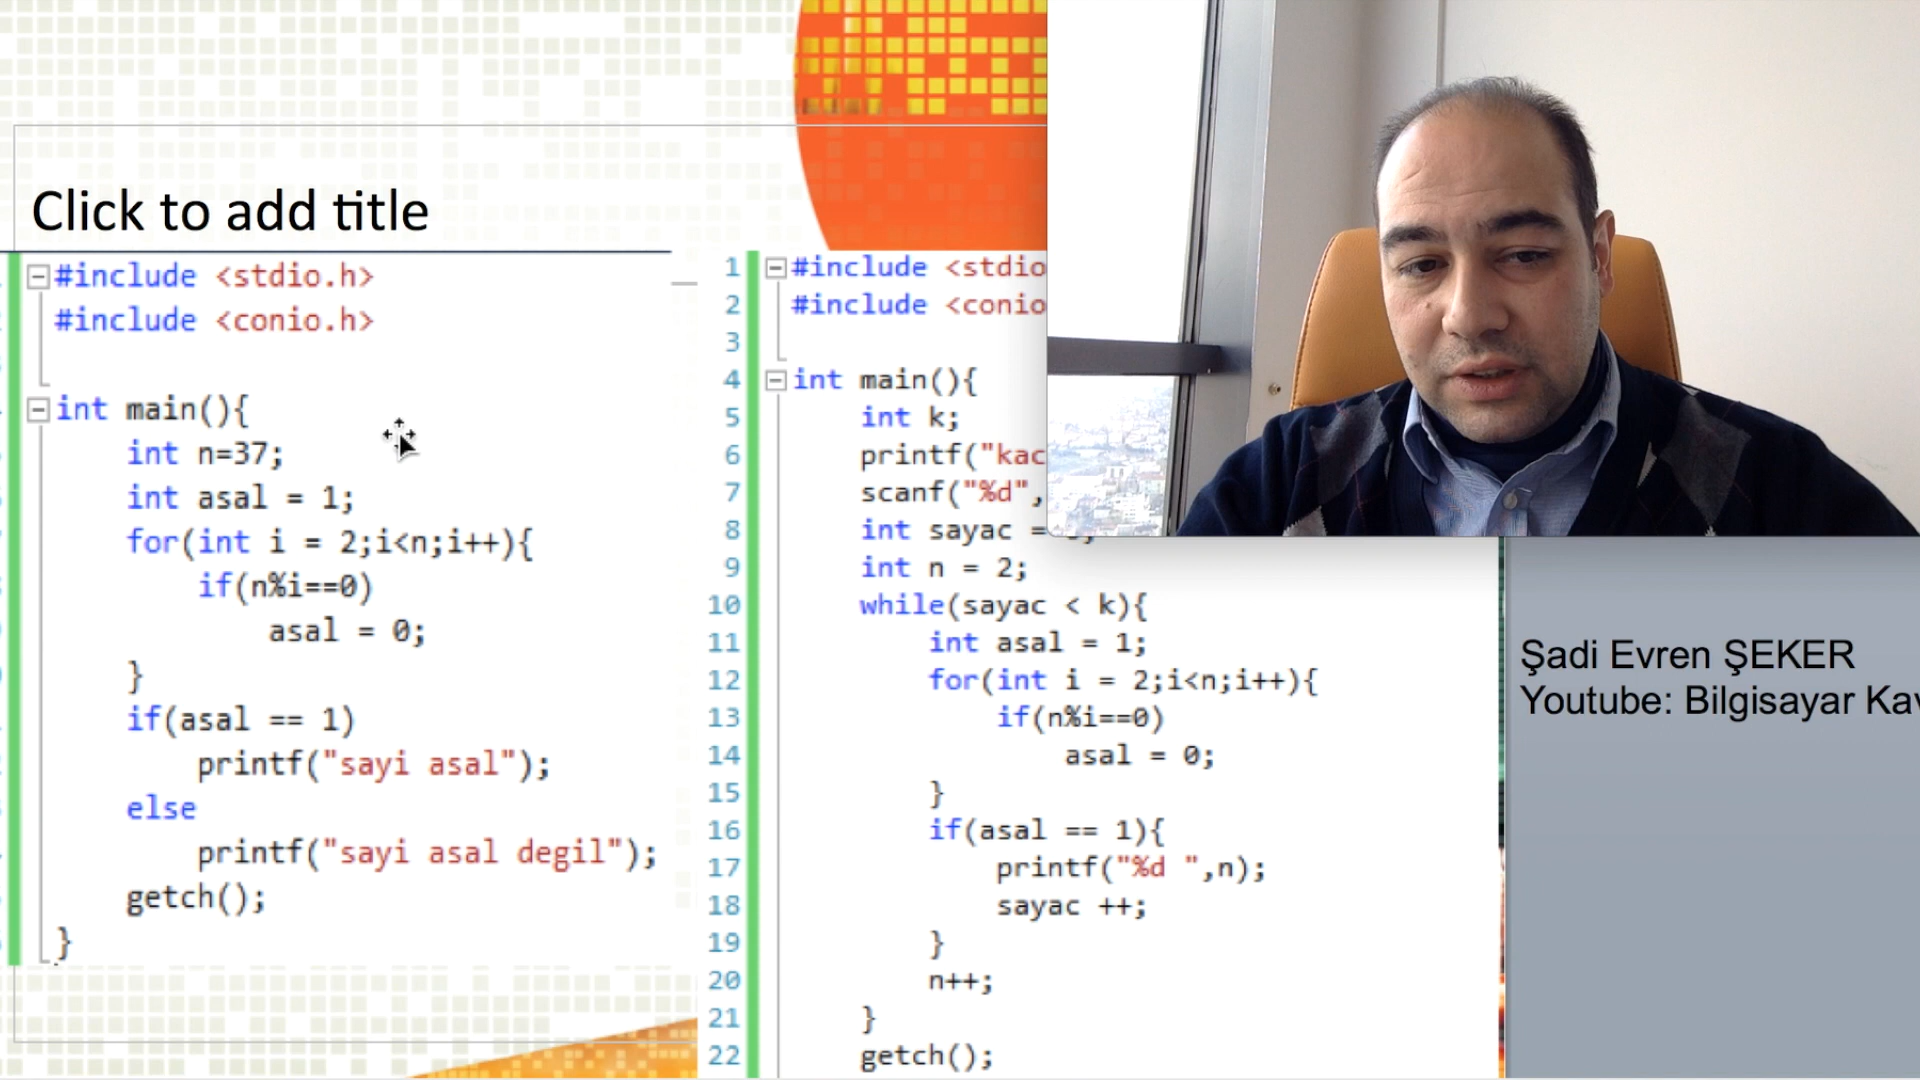 Click to add title
#include <stdio.h>
#include <conio.h>
int main(){
int n=37;
int asal = 1;
for(int i = 2;i<n;i++){
if(n%i==0)
asal = 0;
}
if(asal == 1)
printf("sayi asal");
else
printf("sayi asal degil");
getch();
}
1 #include <stdio
2 #include <conio
3
4 int main(){
5 int k;
6 printf("kac
7 scanf("%d",
8 int sayac =
9 int n = 2;
10 while(sayac < k){
11 int asal = 1;
12 for(int i = 2;i<n;i++){
13 if(n%i==0)
14 asal = 0;
15 }
16 if(asal == 1){
17 printf("%d ",n);
18 sayac ++;
19 }
20 n++;
21 }
22 getch();
Şadi Evren ŞEKER
Youtube: Bilgisayar Kav